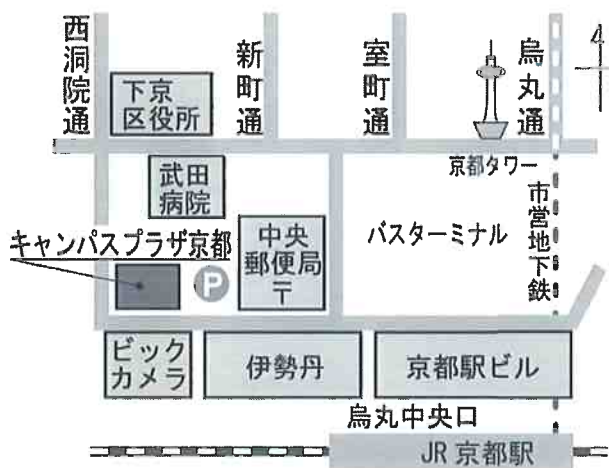 西洞院通
新町通
室町通
烏丸通
4
下京
区役所
京都タワー
武田
病院
市営地下鉄
バスターミナル
キャンパスプラザ京都
中央
郵便局
〒
P
ビック
カメラ
伊勢丹
京都駅ビル
烏丸中央口
JR 京都駅